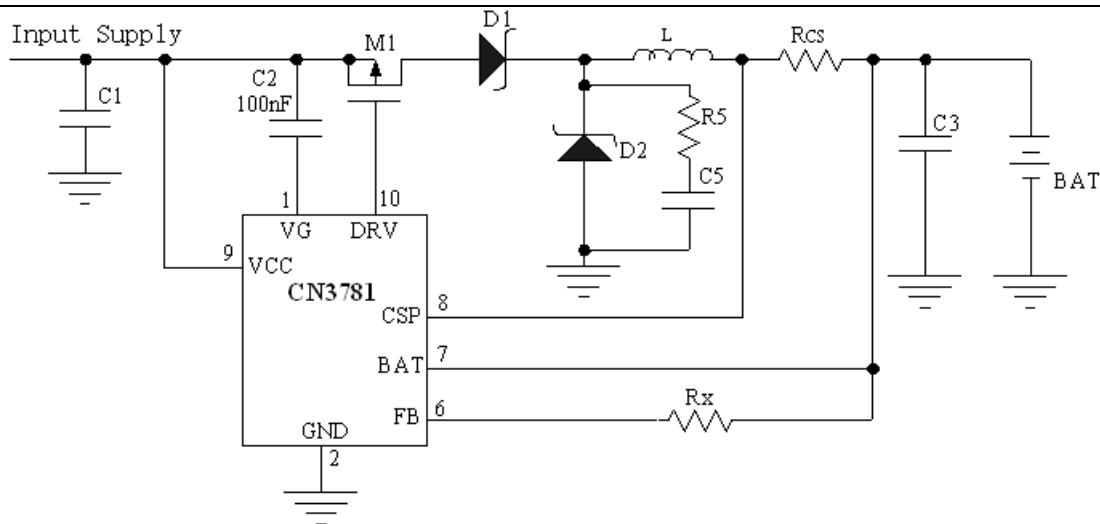 D1
Input Supply
M1
L
Rcs
C2
100nF
C1
R5
C3
D2
C5
BAT
1
10
VG
DRV
9
VCC
CN3781
CSP
8
BAT
7
Rx
FB
6
GND
2